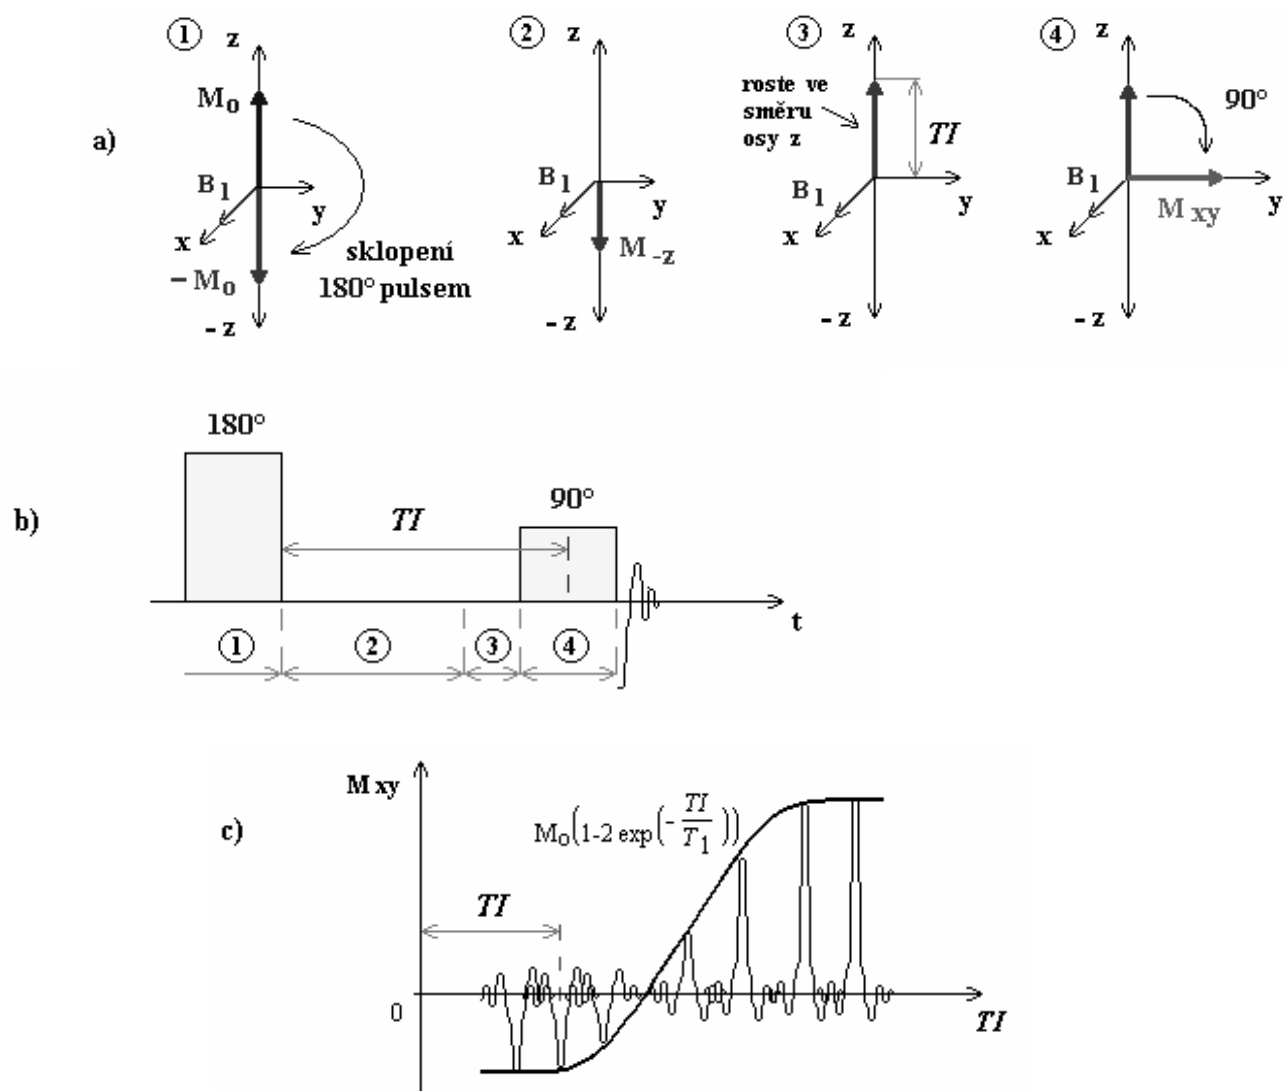 a)
1
z
M0
B1
y
x
– M0
- z
sklopení
180° pulsem
2
z
B1
y
x
M-z
- z
3
z
roste ve
směru
osy z
TI
B1
y
x
- z
4
z
90°
B1
y
x
Mxy
- z
b)
180°
TI
90°
t
1
2
3
4
c)
M xy
M0(1-2 exp(-TI/T1))
TI
0
TI